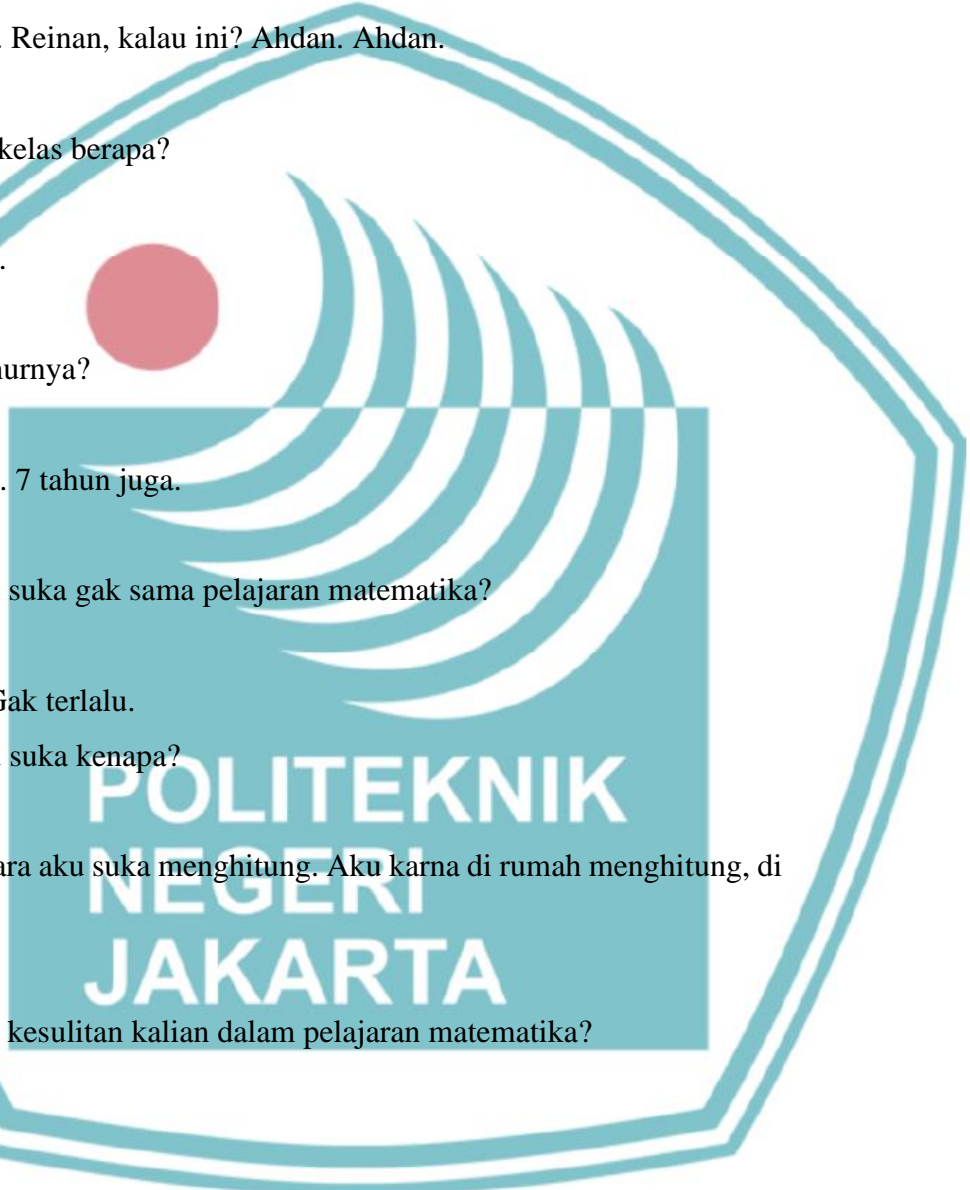 . Reinan, kalau ini? Ahdan. Ahdan.
kelas berapa?
.
nurnya?
. 7 tahun juga.
suka gak sama pelajaran matematika?
Gak terlalu.
suka kenapa?
POLITEKNIK
ara aku suka menghitung. Aku karna di rumah menghitung, di
NEGERI
JAKARTA
kesulitan kalian dalam pelajaran matematika?